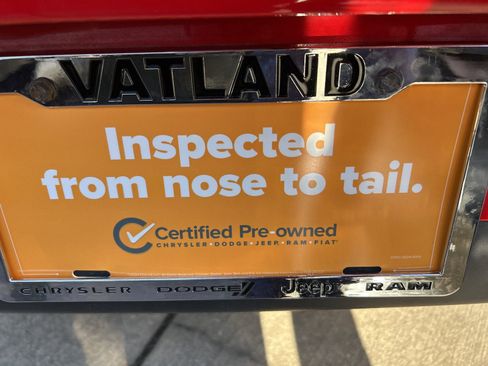 VATLAND
Inspected
from nose to tail.
Certified Pre-owned
CHRYSLER • DODGE • JEEP • RAM • FIAT
CHRYSLER DODGE Jeep RAM